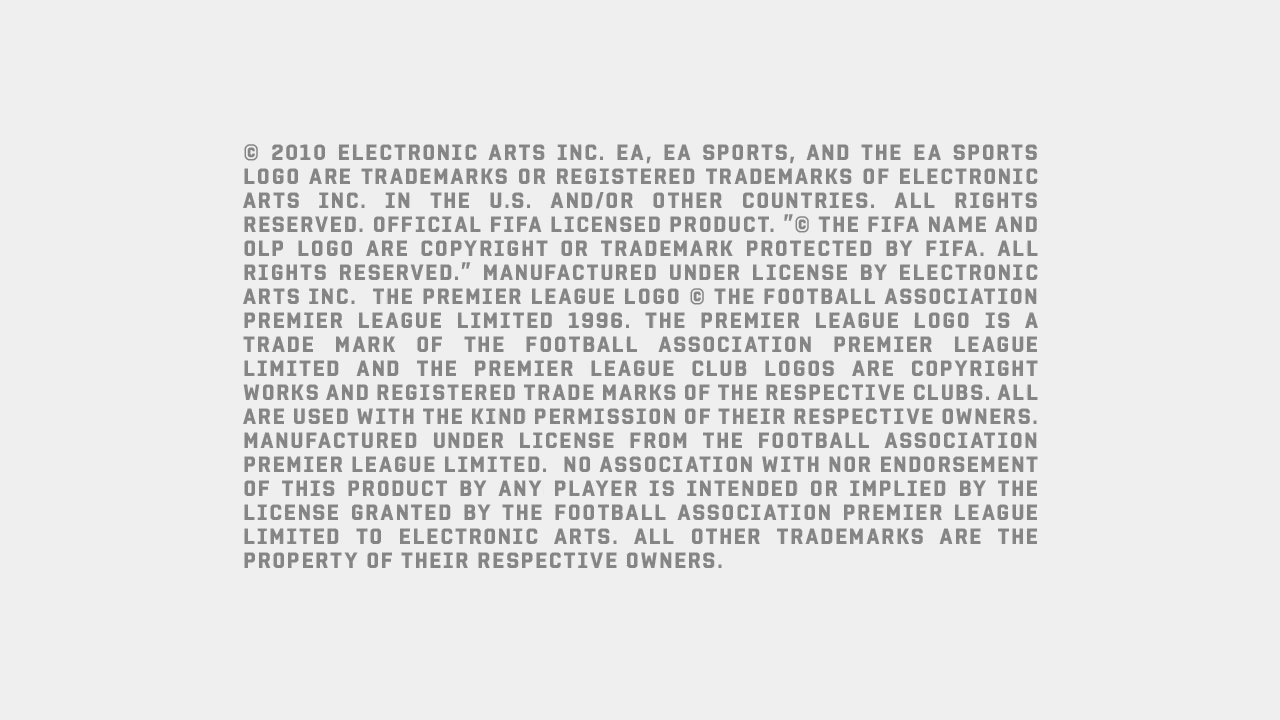 © 2010 ELECTRONIC ARTS INC. EA, EA SPORTS, AND THE EA SPORTS
LOGO ARE TRADEMARKS OR REGISTERED TRADEMARKS OF ELECTRONIC
ARTS INC. IN THE U.S. AND/OR OTHER COUNTRIES. ALL RIGHTS
RESERVED. OFFICIAL FIFA LICENSED PRODUCT. "© THE FIFA NAME AND
OLP LOGO ARE COPYRIGHT OR TRADEMARK PROTECTED BY FIFA. ALL
RIGHTS RESERVED." MANUFACTURED UNDER LICENSE BY ELECTRONIC
ARTS INC.  THE PREMIER LEAGUE LOGO © THE FOOTBALL ASSOCIATION
PREMIER LEAGUE LIMITED 1996. THE PREMIER LEAGUE LOGO IS A
TRADE MARK OF THE FOOTBALL ASSOCIATION PREMIER LEAGUE
LIMITED AND THE PREMIER LEAGUE CLUB LOGOS ARE COPYRIGHT
WORKS AND REGISTERED TRADE MARKS OF THE RESPECTIVE CLUBS. ALL
ARE USED WITH THE KIND PERMISSION OF THEIR RESPECTIVE OWNERS.
MANUFACTURED UNDER LICENSE FROM THE FOOTBALL ASSOCIATION
PREMIER LEAGUE LIMITED.  NO ASSOCIATION WITH NOR ENDORSEMENT
OF THIS PRODUCT BY ANY PLAYER IS INTENDED OR IMPLIED BY THE
LICENSE GRANTED BY THE FOOTBALL ASSOCIATION PREMIER LEAGUE
LIMITED TO ELECTRONIC ARTS. ALL OTHER TRADEMARKS ARE THE
PROPERTY OF THEIR RESPECTIVE OWNERS.